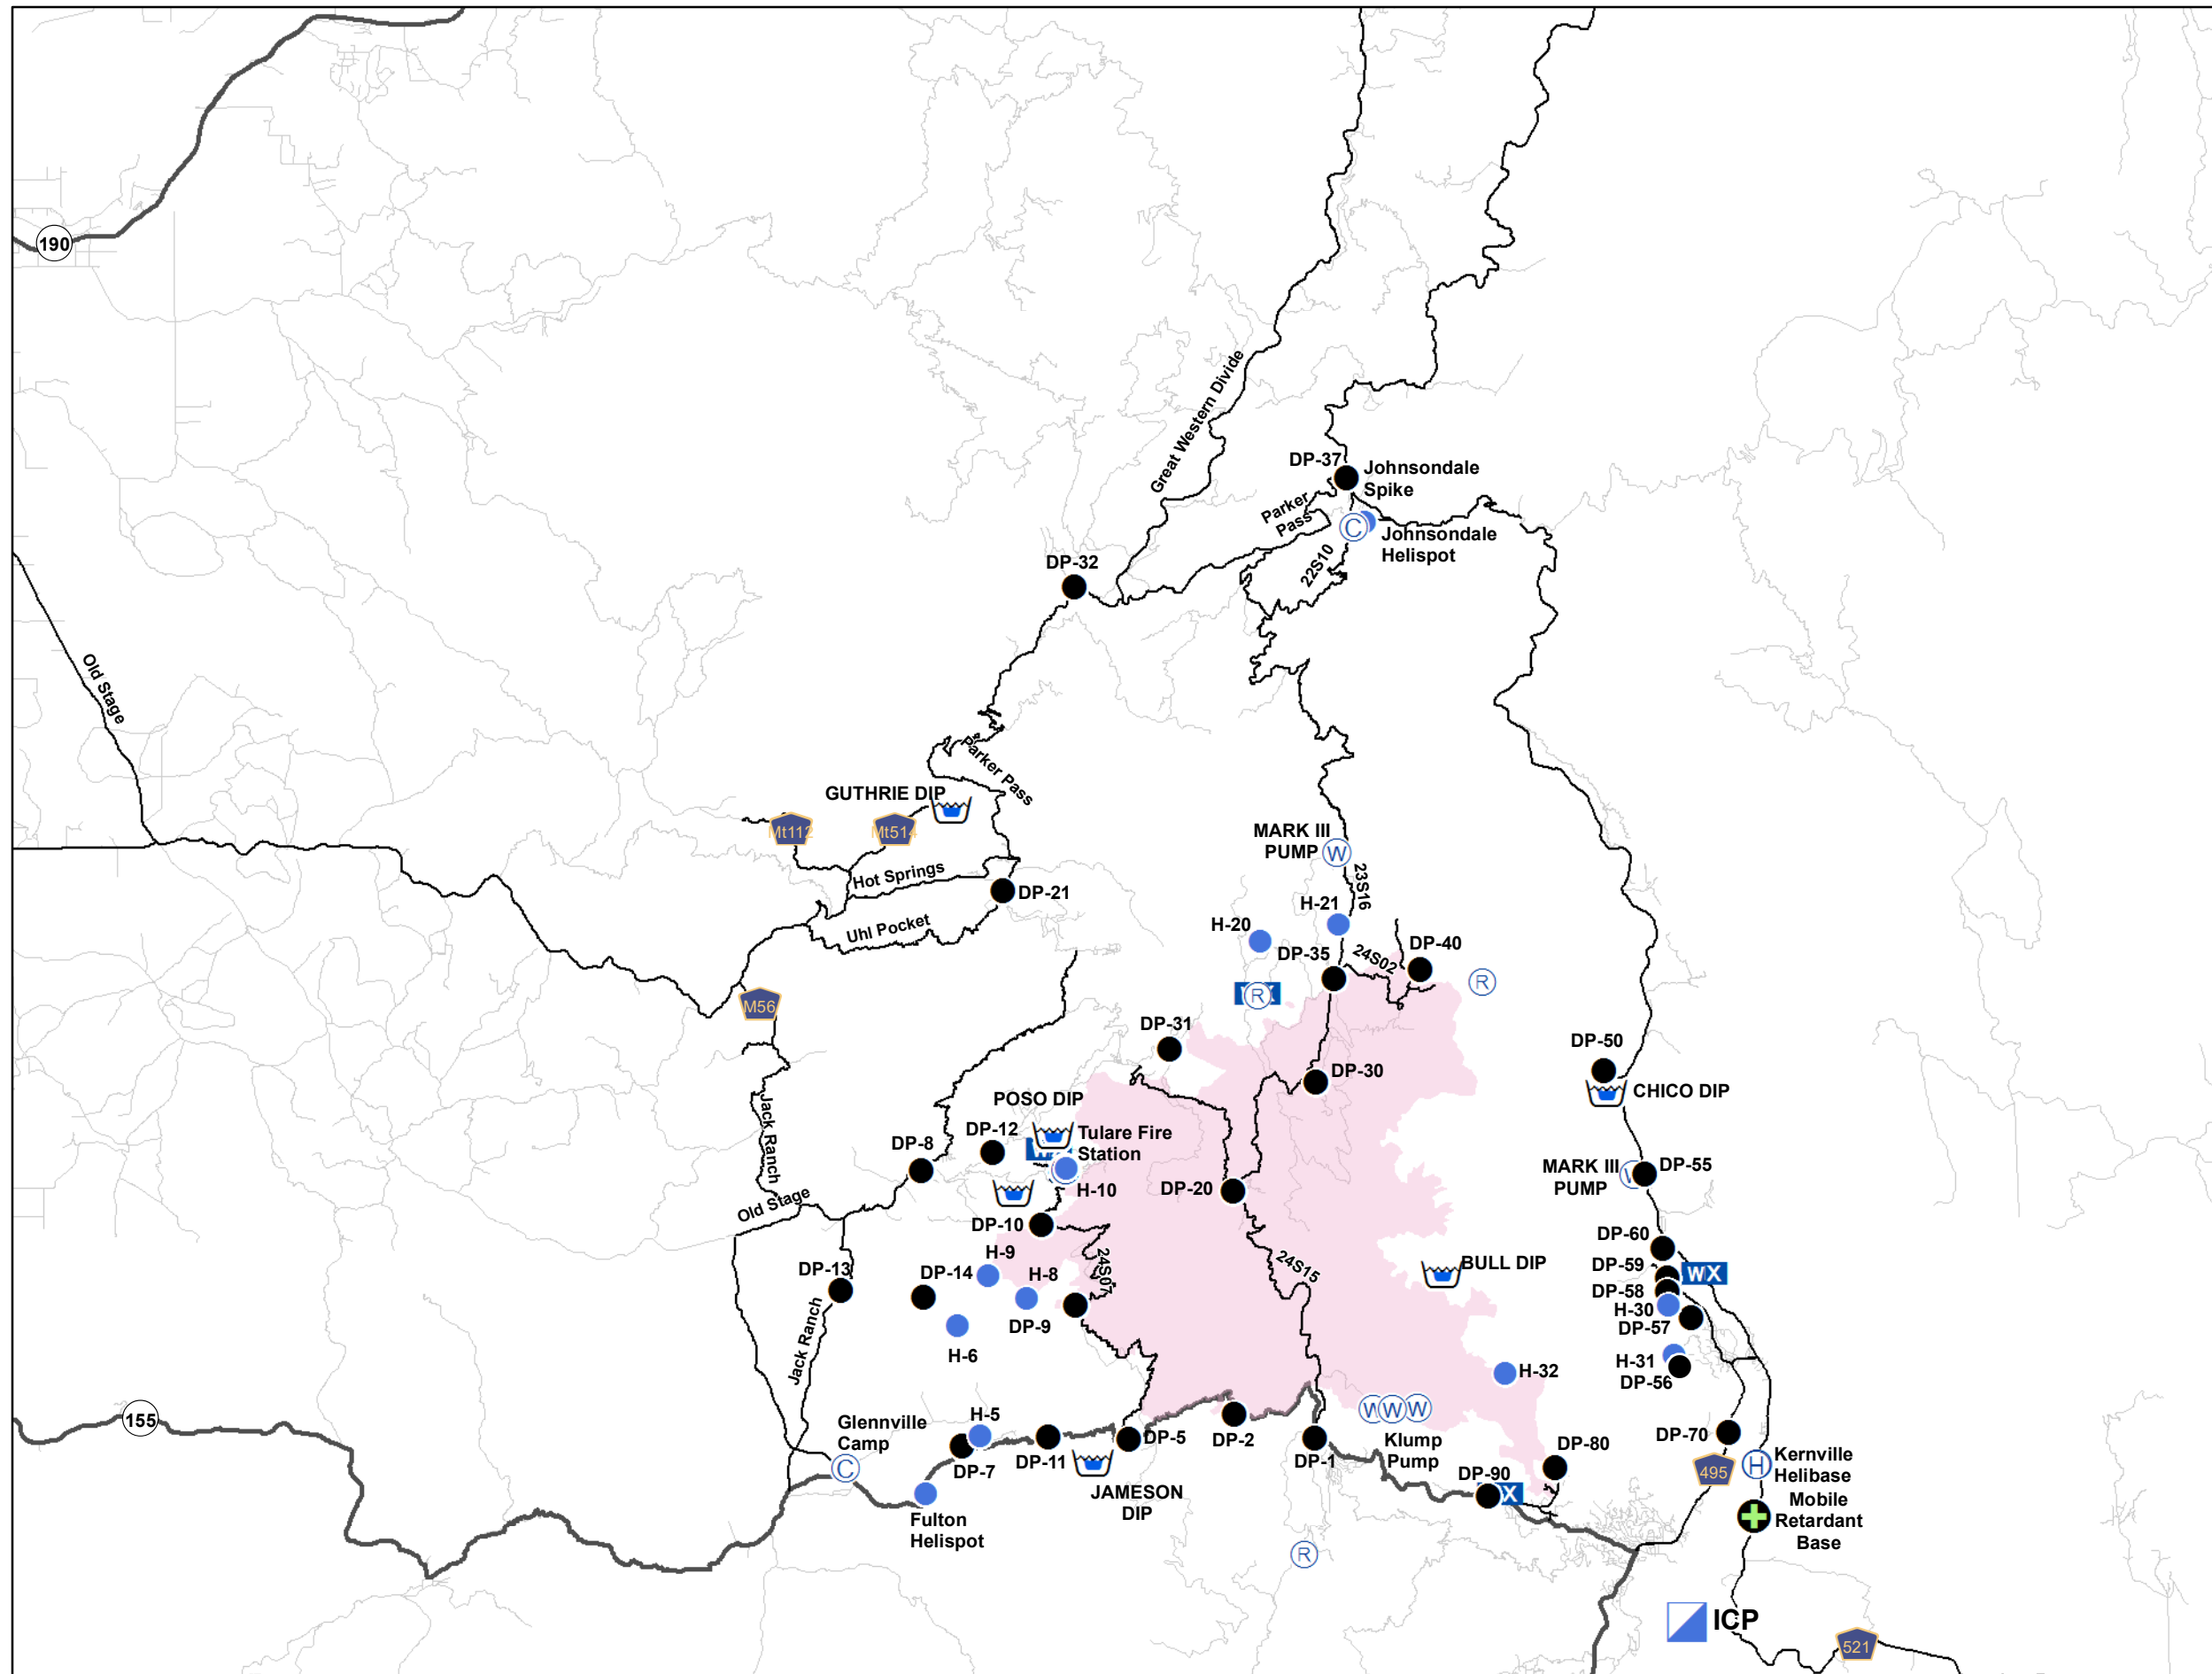 190
Great Western Divide
DP-37
Johnsondale
Spike
Parker
Pass
C
Johnsondale
Helispot
22S10
DP-32
Old Stage
Parker Pass
GUTHRIE DIP
Mt112
Mt514
MARK III
PUMP
W
23S16
Hot Springs
DP-21
Uhl Pocket
H-21
H-20
DP-35
24S02
DP-40
R
R
M56
DP-31
DP-50
DP-30
CHICO DIP
Jack Ranch
POSO DIP
DP-12
Tulare Fire
Station
DP-8
H-10
DP-20
MARK III
PUMP
W
DP-55
Old Stage
DP-10
H-9
24S07
24S15
BULL DIP
DP-60
DP-59
WX
DP-58
H-30
DP-57
DP-13
DP-14
H-8
DP-9
Jack Ranch
H-6
H-31
DP-56
H-32
155
Glennville
Camp
C
H-5
DP-7
DP-11
DP-5
DP-2
DP-1
W
W
W
Klump
Pump
DP-70
495
H
Kernville
Helibase
DP-80
DP-90
X
JAMESON
DIP
Mobile
Retardant
Base
Fulton
Helispot
R
ICP
521